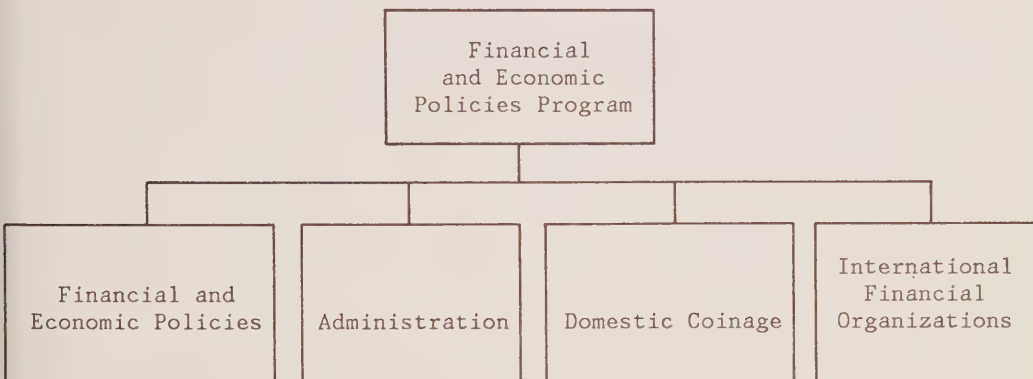 Financial
and Economic
Policies Program
Financial and
Economic Policies
Administration
Domestic Coinage
International
Financial
Organizations